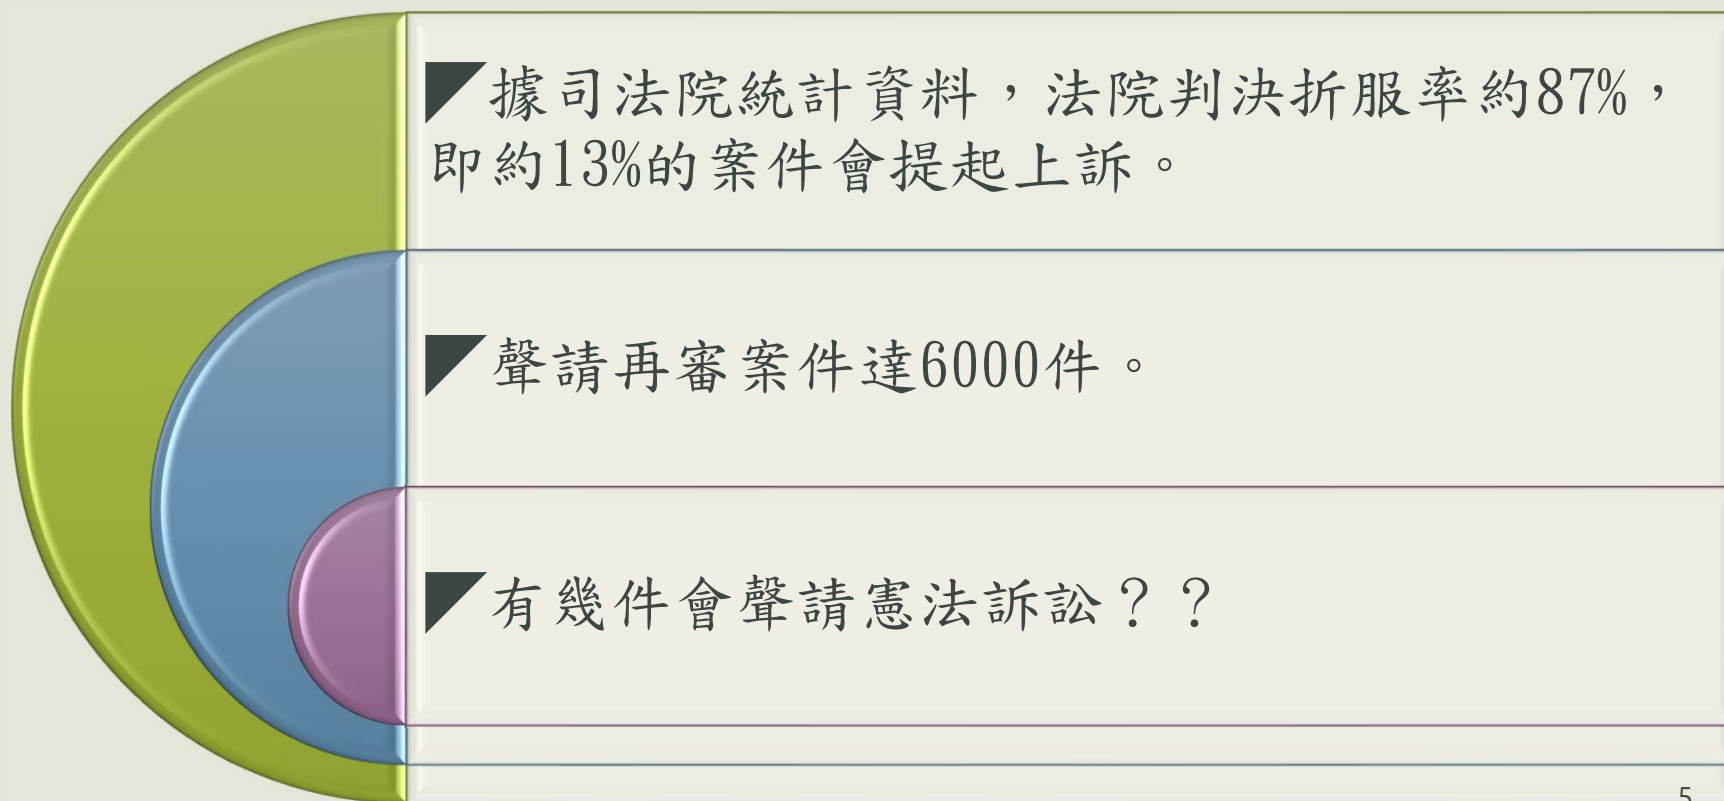 據司法院統計資料，法院判決折服率約87%，
即約13%的案件會提起上訴。
聲請再審案件達6000件。
有幾件會聲請憲法訴訟？？
5